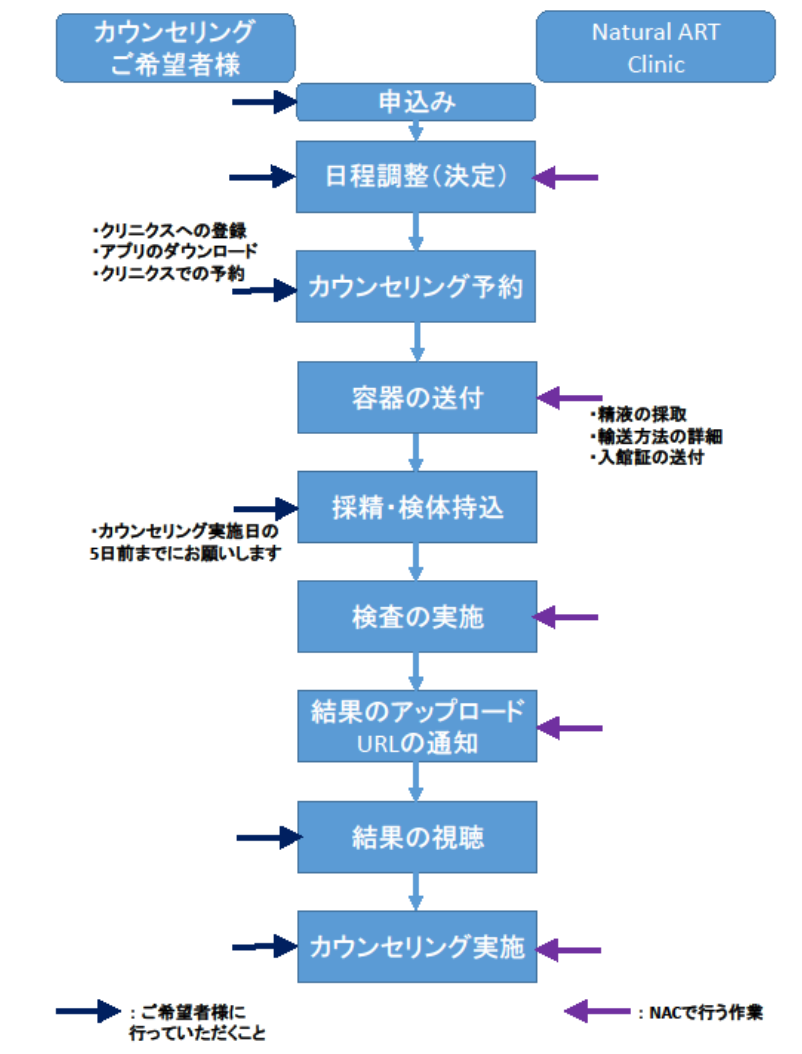 カウンセリング
ご希望者様
Natural ART
Clinic
申込み
日程調整（決定）
・クリニクスへの登録
・アプリのダウンロード
・クリニクスでの予約
カウンセリング予約
容器の送付
・精液の採取
・輸送方法の詳細
・入館証の送付
採精・検体持込
・カウンセリング実施日の
5日前までにお願いします
検査の実施
結果のアップロード
URLの通知
結果の視聴
カウンセリング実施
：ご希望者様に
行っていただくこと
：NACで行う作業